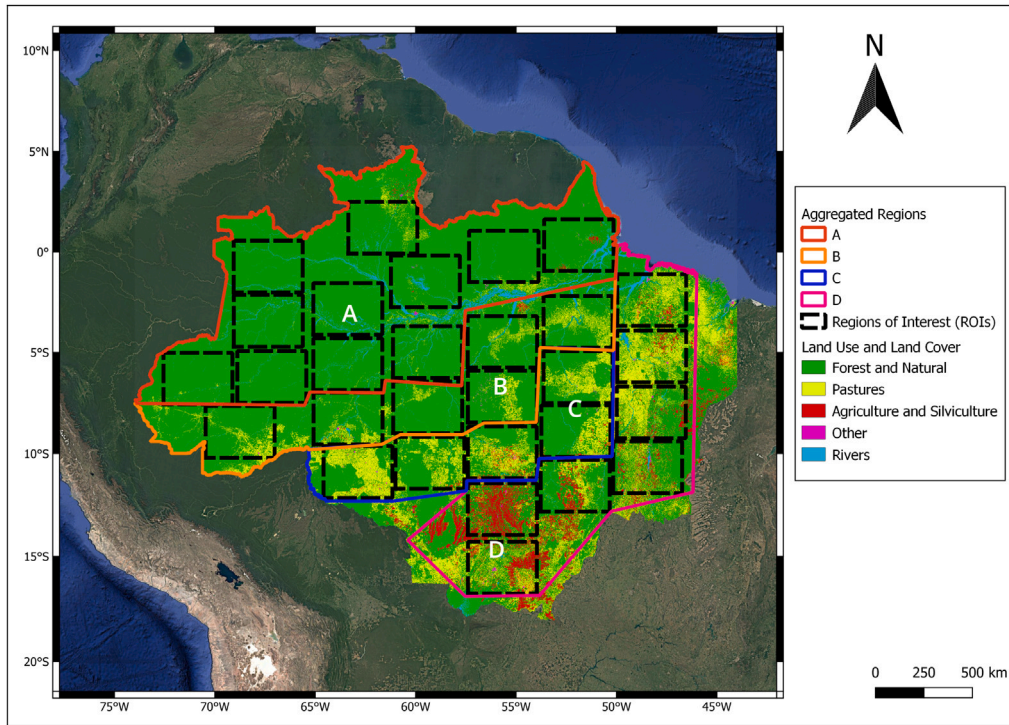 N
10°N
5°N
0°
5°S
10°S
15°S
20°S
75°W
70°W
65°W
60°W
55°W
50°W
45°W
A
B
C
D
Aggregated Regions
A
B
C
D
Regions of Interest (ROIs)
Land Use and Land Cover
Forest and Natural
Pastures
Agriculture and Silviculture
Other
Rivers
0 250 500 km